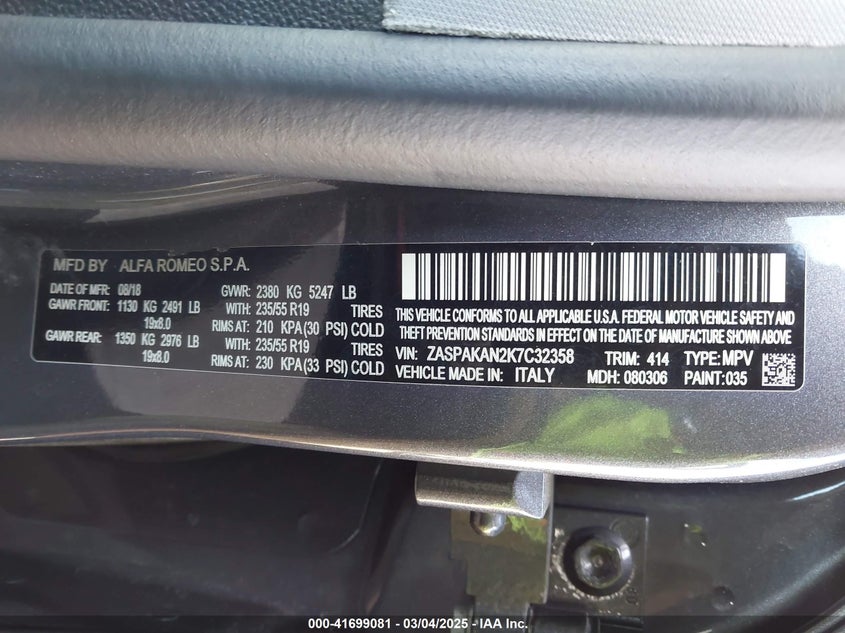 MFD BY ALFA ROMEO S.P.A.
DATE OF MFR: 08/18 GVWR: 2380 KG 5247 LB
GAWR FRONT: 1130 KG 2491 LB WITH: 235/55 R19 TIRES
19x8.0 RIMS AT: 210 KPA (30 PSI) COLD
GAWR REAR: 1350 KG 2976 LB WITH: 235/55 R19 TIRES
19x8.0 RIMS AT: 230 KPA (33 PSI) COLD
THIS VEHICLE CONFORMS TO ALL APPLICABLE U.S.A. FEDERAL MOTOR VEHICLE SAFETY AND
THEFT PREVENTION STANDARDS IN EFFECT ON THE DATE OF MANUFACTURE SHOWN ABOVE
VIN: ZASPAKAN2K7C32358 TRIM: 414 TYPE: MPV
VEHICLE MADE IN: ITALY MDH: 080306 PAINT: 035
000-41699081 - 03/04/2025 - IAA Inc.